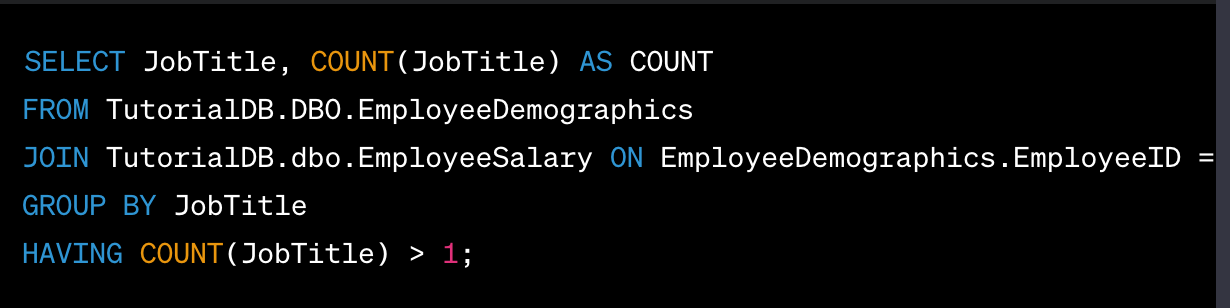 SELECT JobTitle, COUNT(JobTitle) AS COUNT
FROM TutorialDB.DBO.EmployeeDemographics
JOIN TutorialDB.dbo.EmployeeSalary ON EmployeeDemographics.EmployeeID =
GROUP BY JobTitle
HAVING COUNT(JobTitle) > 1;